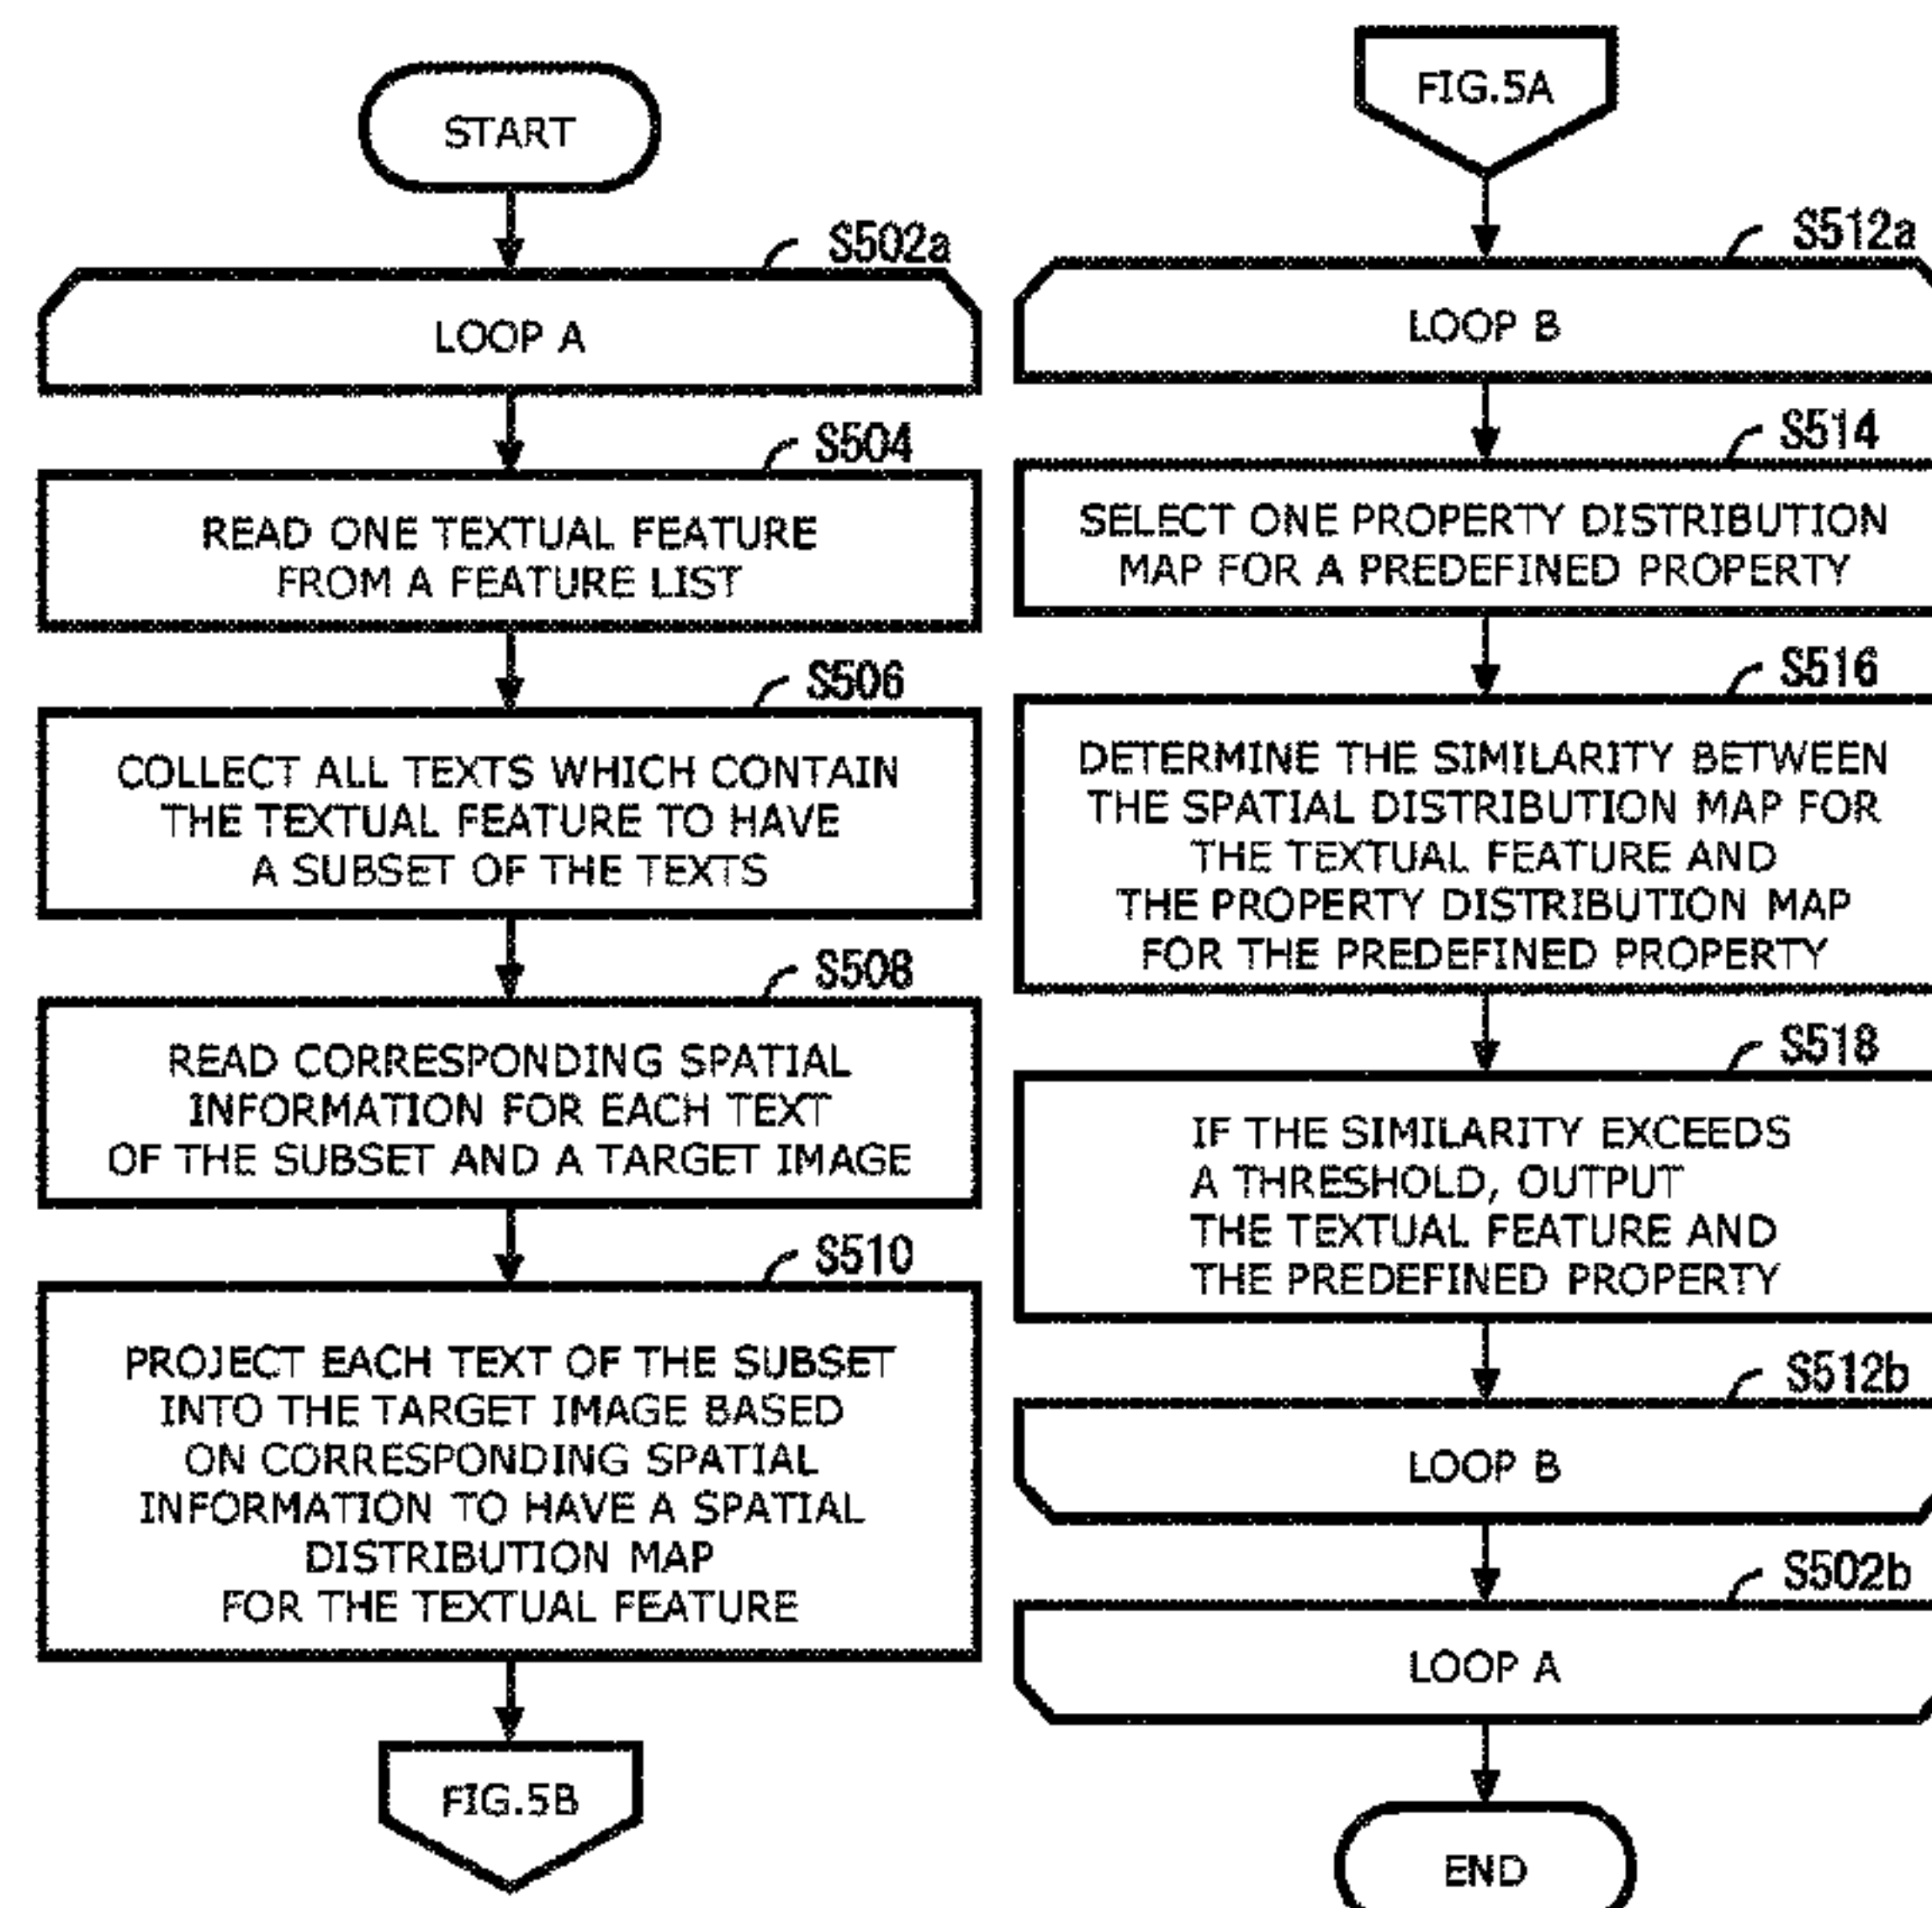 START
S502a
LOOP A
S504
READ ONE TEXTUAL FEATURE
FROM A FEATURE LIST
S506
COLLECT ALL TEXTS WHICH CONTAIN
THE TEXTUAL FEATURE TO HAVE
A SUBSET OF THE TEXTS
S508
READ CORRESPONDING SPATIAL
INFORMATION FOR EACH TEXT
OF THE SUBSET AND A TARGET IMAGE
S510
PROJECT EACH TEXT OF THE SUBSET
INTO THE TARGET IMAGE BASED
ON CORRESPONDING SPATIAL
INFORMATION TO HAVE A SPATIAL
DISTRIBUTION MAP
FOR THE TEXTUAL FEATURE
FIG.5B
FIG.5A
S512a
LOOP B
S514
SELECT ONE PROPERTY DISTRIBUTION
MAP FOR A PREDEFINED PROPERTY
S516
DETERMINE THE SIMILARITY BETWEEN
THE SPATIAL DISTRIBUTION MAP FOR
THE TEXTUAL FEATURE AND
THE PROPERTY DISTRIBUTION MAP
FOR THE PREDEFINED PROPERTY
S518
IF THE SIMILARITY EXCEEDS
A THRESHOLD, OUTPUT
THE TEXTUAL FEATURE AND
THE PREDEFINED PROPERTY
S512b
LOOP B
S502b
LOOP A
END